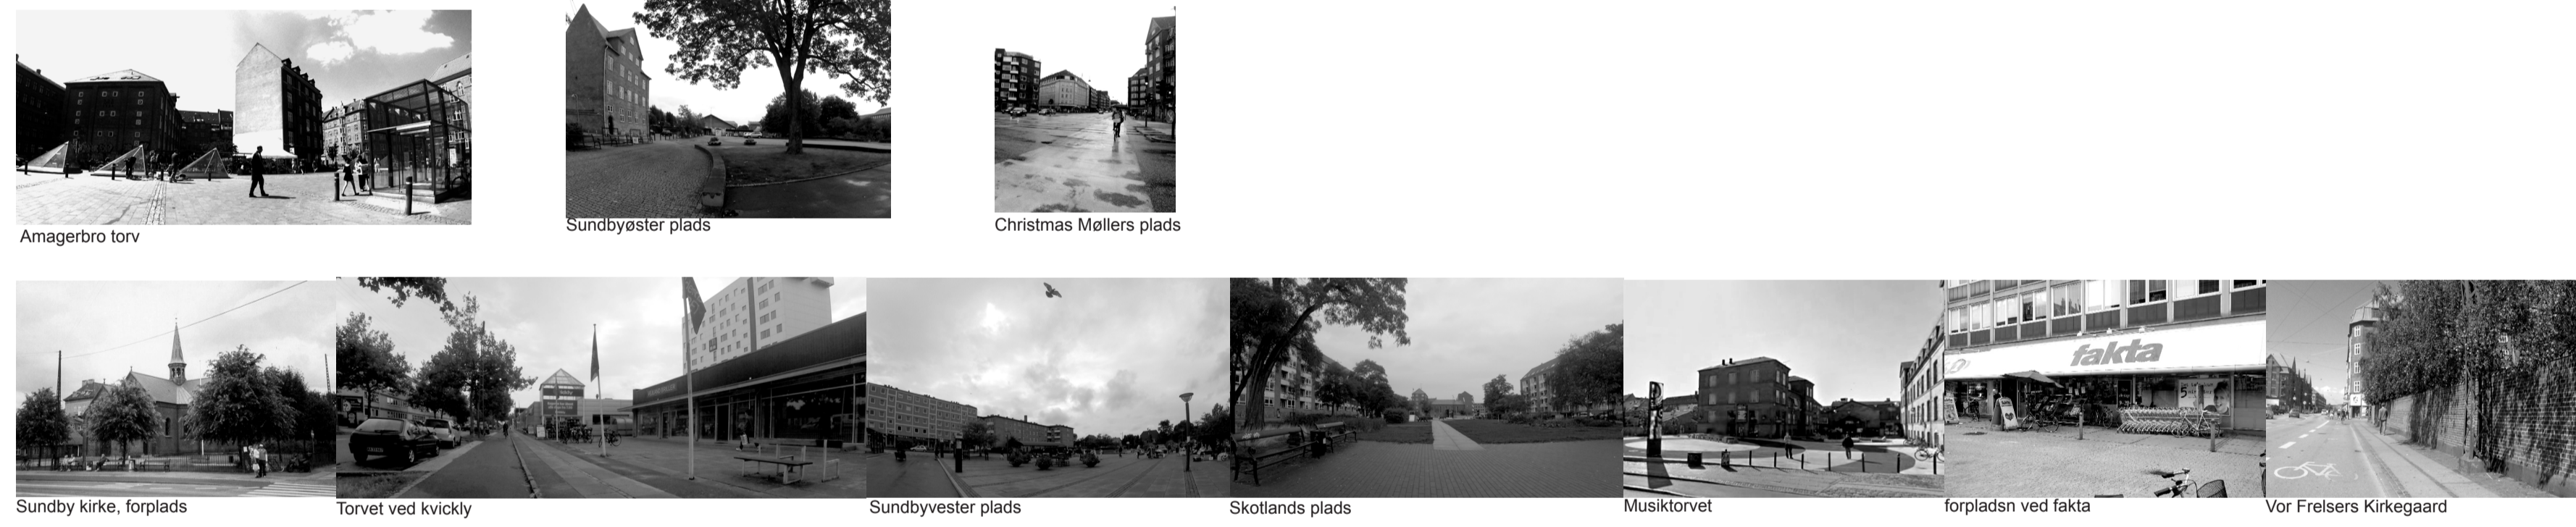 Amagerbro torv
Sundbyøster plads
Christmas Møllers plads
fakta
Sundby kirke, forplads
Torvet ved kvickly
Sundbyvester plads
Skotlands plads
Musiktorvet
forpladsn ved fakta
Vor Frelsers Kirkegaard